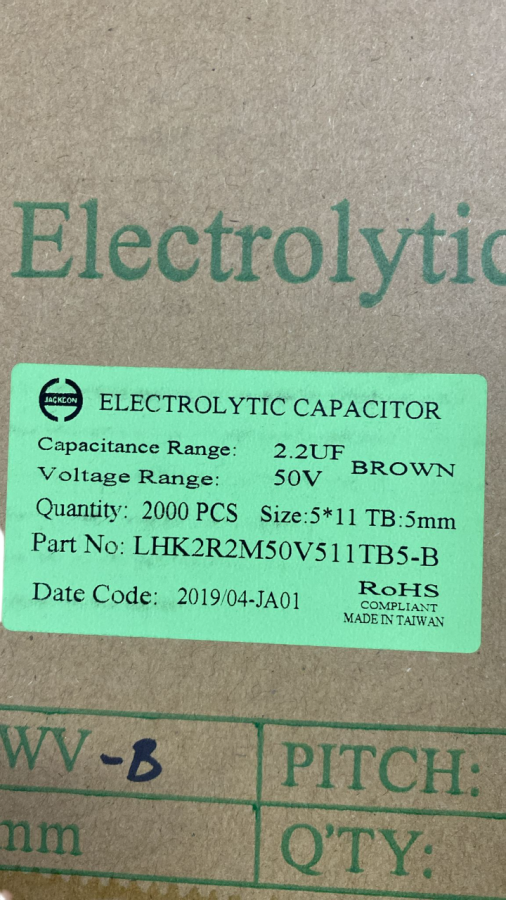 Electrolytic
JACKCON
ELECTROLYTIC CAPACITOR
Capacitance Range: 2.2UF
Voltage Range: 50V BROWN
Quantity: 2000 PCS Size:5*11 TB:5mm
Part No: LHK2R2M50V511TB5-B
Date Code: 2019/04-JA01
RoHS
COMPLIANT
MADE IN TAIWAN
WV -B PITCH:
mm Q'TY: